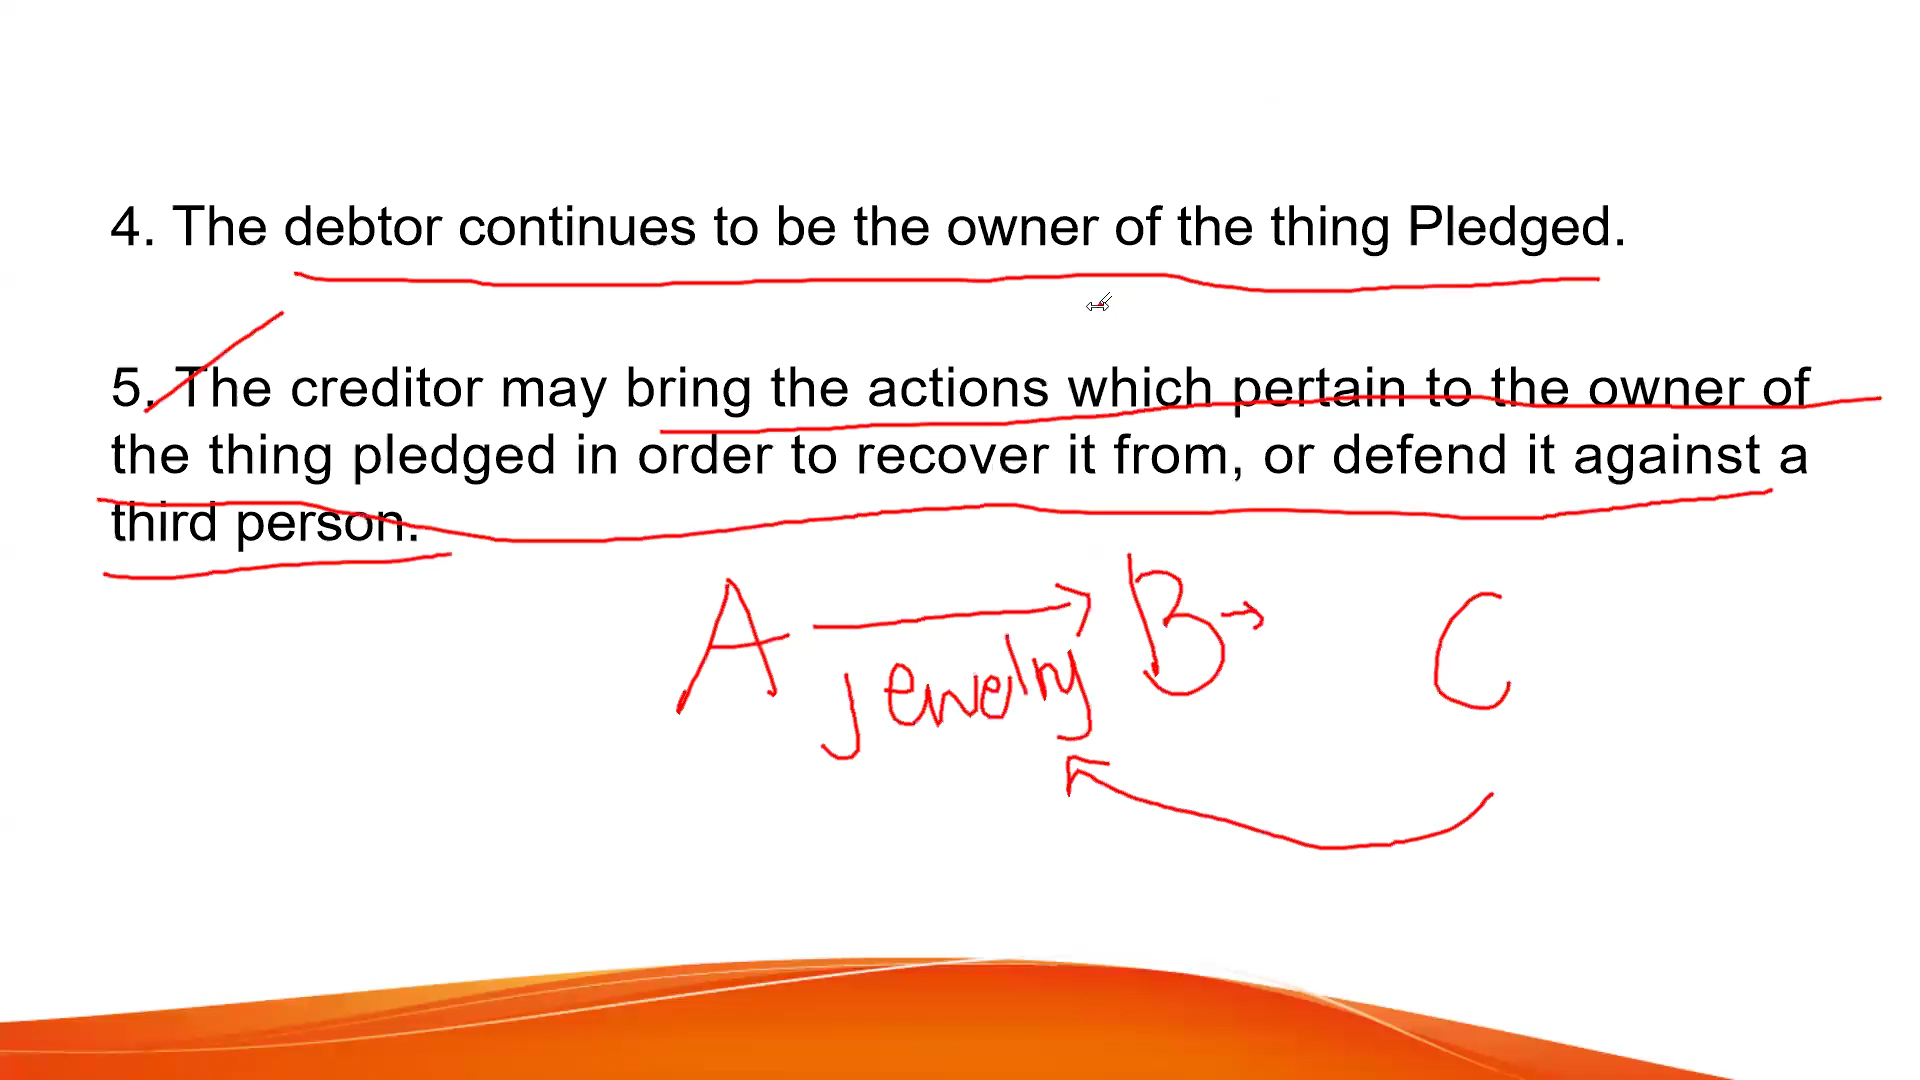 4. The debtor continues to be the owner of the thing Pledged.
5. The creditor may bring the actions which pertain to the owner of
the thing pledged in order to recover it from, or defend it against a
third person.
A → B → C
jewelry